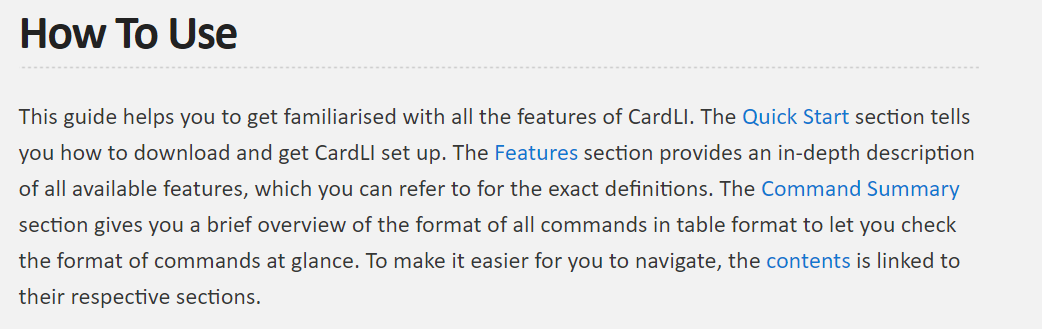 How To Use
This guide helps you to get familiarised with all the features of CardLI. The Quick Start section tells
you how to download and get CardLI set up. The Features section provides an in-depth description
of all available features, which you can refer to for the exact definitions. The Command Summary
section gives you a brief overview of the format of all commands in table format to let you check
the format of commands at glance. To make it easier for you to navigate, the contents is linked to
their respective sections.